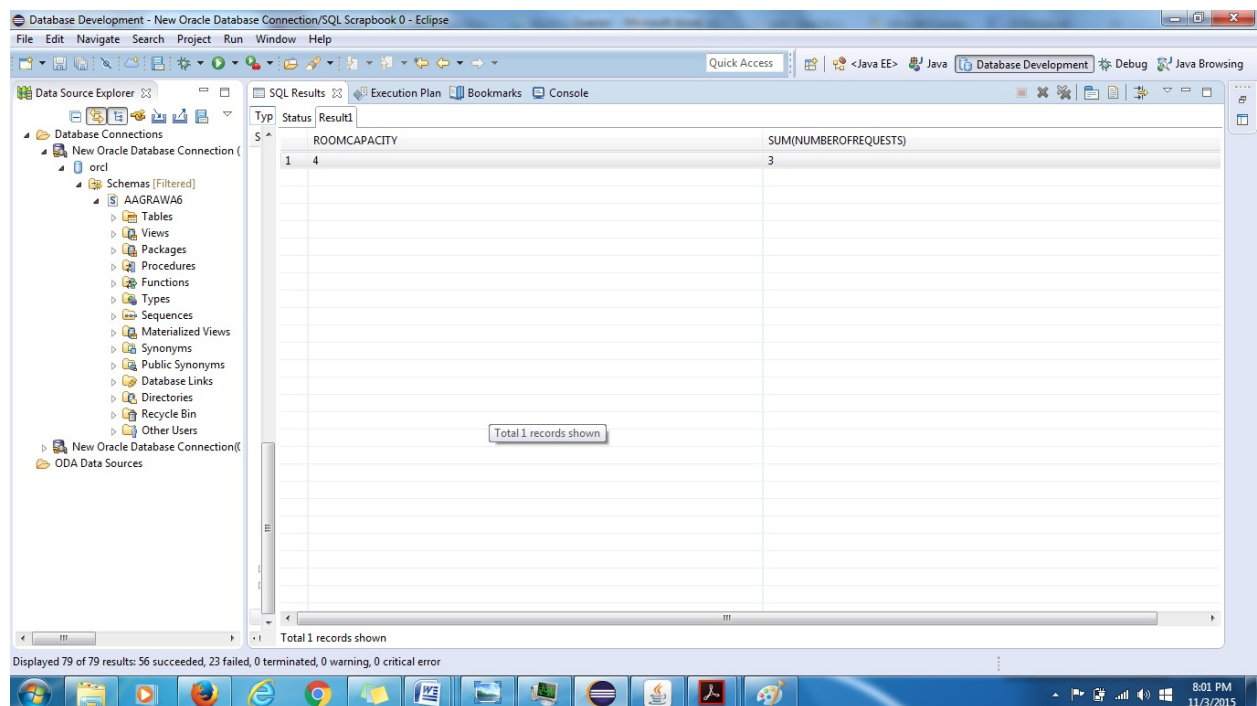 Database Development - New Oracle Database Connection/SQL Scrapbook 0 - Eclipse
File Edit Navigate Search Project Run Window Help
Quick Access
<Java EE> Java Database Development Debug Java Browsing
Data Source Explorer
Database Connections
New Oracle Database Connection (
orcl
Schemas [Filtered]
AAGRAWA6
Tables
Views
Packages
Procedures
Functions
Types
Sequences
Materialized Views
Synonyms
Public Synonyms
Database Links
Directories
Recycle Bin
Other Users
New Oracle Database Connection((
ODA Data Sources
SQL Results Execution Plan Bookmarks Console
Typ Status Result1
S
ROOMCAPACITY SUM(NUMBEROFREQUESTS)
1 4 3
Total 1 records shown
Total 1 records shown
Displayed 79 of 79 results: 56 succeeded, 23 failed, 0 terminated, 0 warning, 0 critical error
8:01 PM
11/3/2015